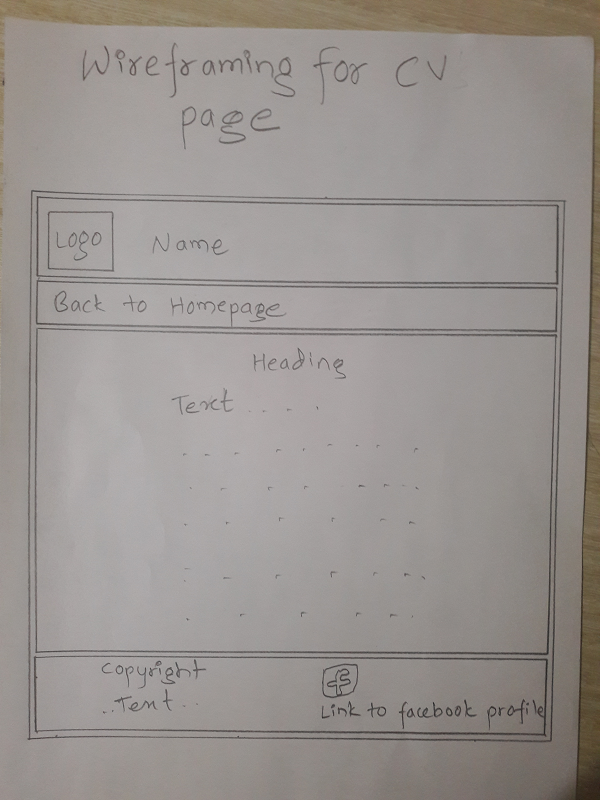 Wireframing for CV
page
Logo Name
Back to Homepage
Heading
Text . . . .
Copyright
..Text..
f
Link to facebook profile